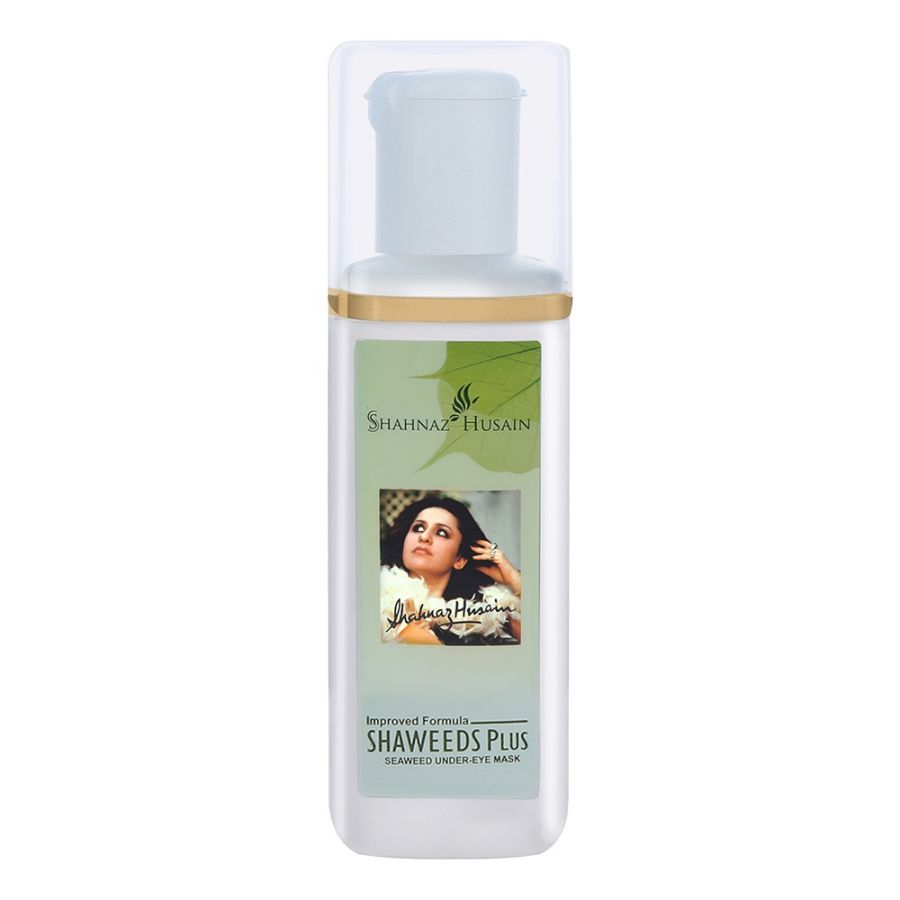 SHAHNAZ HUSAIN
Shahnaz Husain
Improved Formula
SHAWEEDS PLUS
SEAWEED UNDER-EYE MASK